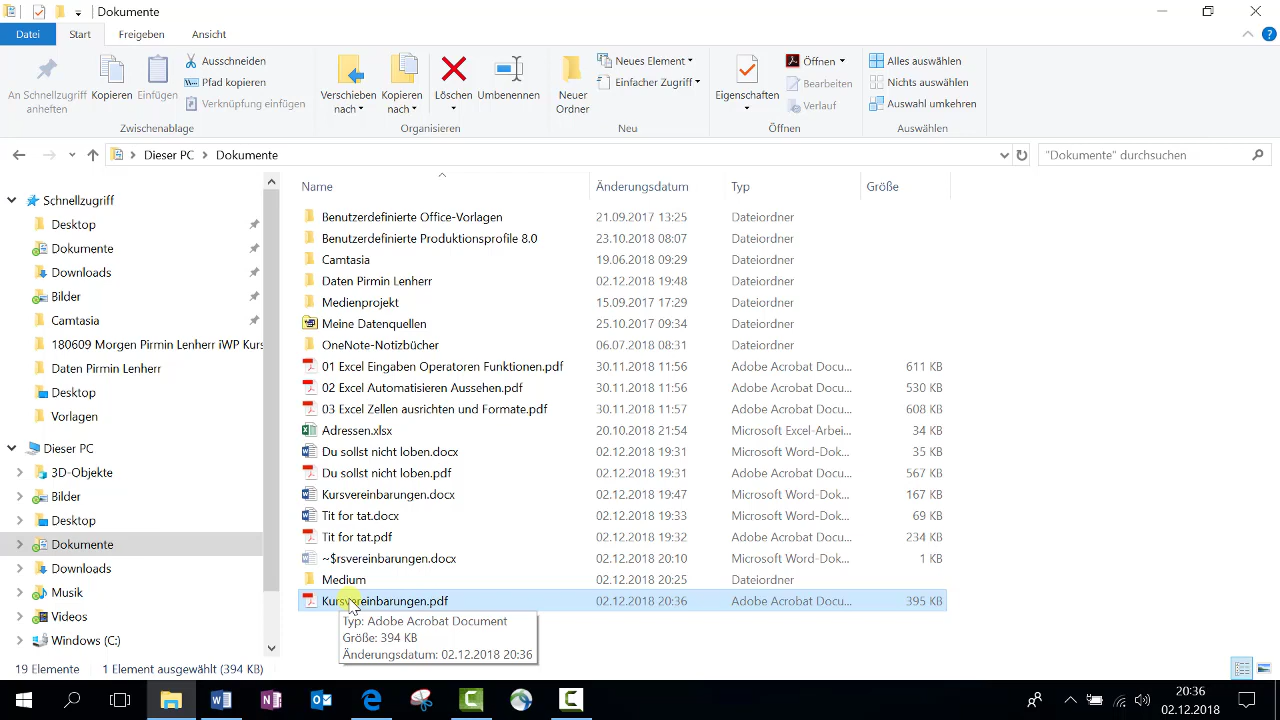 Dokumente
Datei
Start
Freigeben
Ansicht
An Schnellzugriff
anheften
Kopieren
Einfügen
Ausschneiden
Pfad kopieren
Verknüpfung einfügen
Zwischenablage
Verschieben
nach
Kopieren
nach
Löschen
Umbenennen
Organisieren
Neuer
Ordner
Neues Element
Einfacher Zugriff
Neu
Eigenschaften
Öffnen
Bearbeiten
Verlauf
Öffnen
Alles auswählen
Nichts auswählen
Auswahl umkehren
Auswählen
Dieser PC > Dokumente
"Dokumente" durchsuchen
Schnellzugriff
Desktop
Dokumente
Downloads
Bilder
Camtasia
180609 Morgen Pirmin Lenherr iWP Kurs
Daten Pirmin Lenherr
Desktop
Vorlagen
Dieser PC
3D-Objekte
Bilder
Desktop
Dokumente
Downloads
Musik
Videos
Windows (C:)
Name Änderungsdatum Typ Größe
Benutzerdefinierte Office-Vorlagen 21.09.2017 13:25 Dateiordner
Benutzerdefinierte Produktionsprofile 8.0 23.10.2018 08:07 Dateiordner
Camtasia 19.06.2018 09:29 Dateiordner
Daten Pirmin Lenherr 02.12.2018 19:48 Dateiordner
Medienprojekt 15.09.2017 17:29 Dateiordner
Meine Datenquellen 25.10.2017 09:34 Dateiordner
OneNote-Notizbücher 06.07.2018 08:31 Dateiordner
01 Excel Eingaben Operatoren Funktionen.pdf 30.11.2018 11:56 Adobe Acrobat Docu... 611 KB
02 Excel Automatisieren Aussehen.pdf 30.11.2018 11:56 Adobe Acrobat Docu... 530 KB
03 Excel Zellen ausrichten und Formate.pdf 30.11.2018 11:57 Adobe Acrobat Docu... 608 KB
Adressen.xlsx 20.10.2018 21:54 Microsoft Excel-Arbei... 34 KB
Du sollst nicht loben.docx 02.12.2018 19:31 Microsoft Word-Dok... 35 KB
Du sollst nicht loben.pdf 02.12.2018 19:31 Adobe Acrobat Docu... 567 KB
Kursvereinbarungen.docx 02.12.2018 19:47 Microsoft Word-Dok... 167 KB
Tit for tat.docx 02.12.2018 19:33 Microsoft Word-Dok... 69 KB
Tit for tat.pdf 02.12.2018 19:32 Adobe Acrobat Docu... 234 KB
~$rsvereinbarungen.docx 02.12.2018 20:10 Microsoft Word-Dok... 1 KB
Medium 02.12.2018 20:25 Dateiordner
Kursvereinbarungen.pdf 02.12.2018 20:36 Adobe Acrobat Docu... 395 KB
Typ: Adobe Acrobat Document
Größe: 394 KB
Änderungsdatum: 02.12.2018 20:36
19 Elemente 1 Element ausgewählt (394 KB)
20:36
02.12.2018